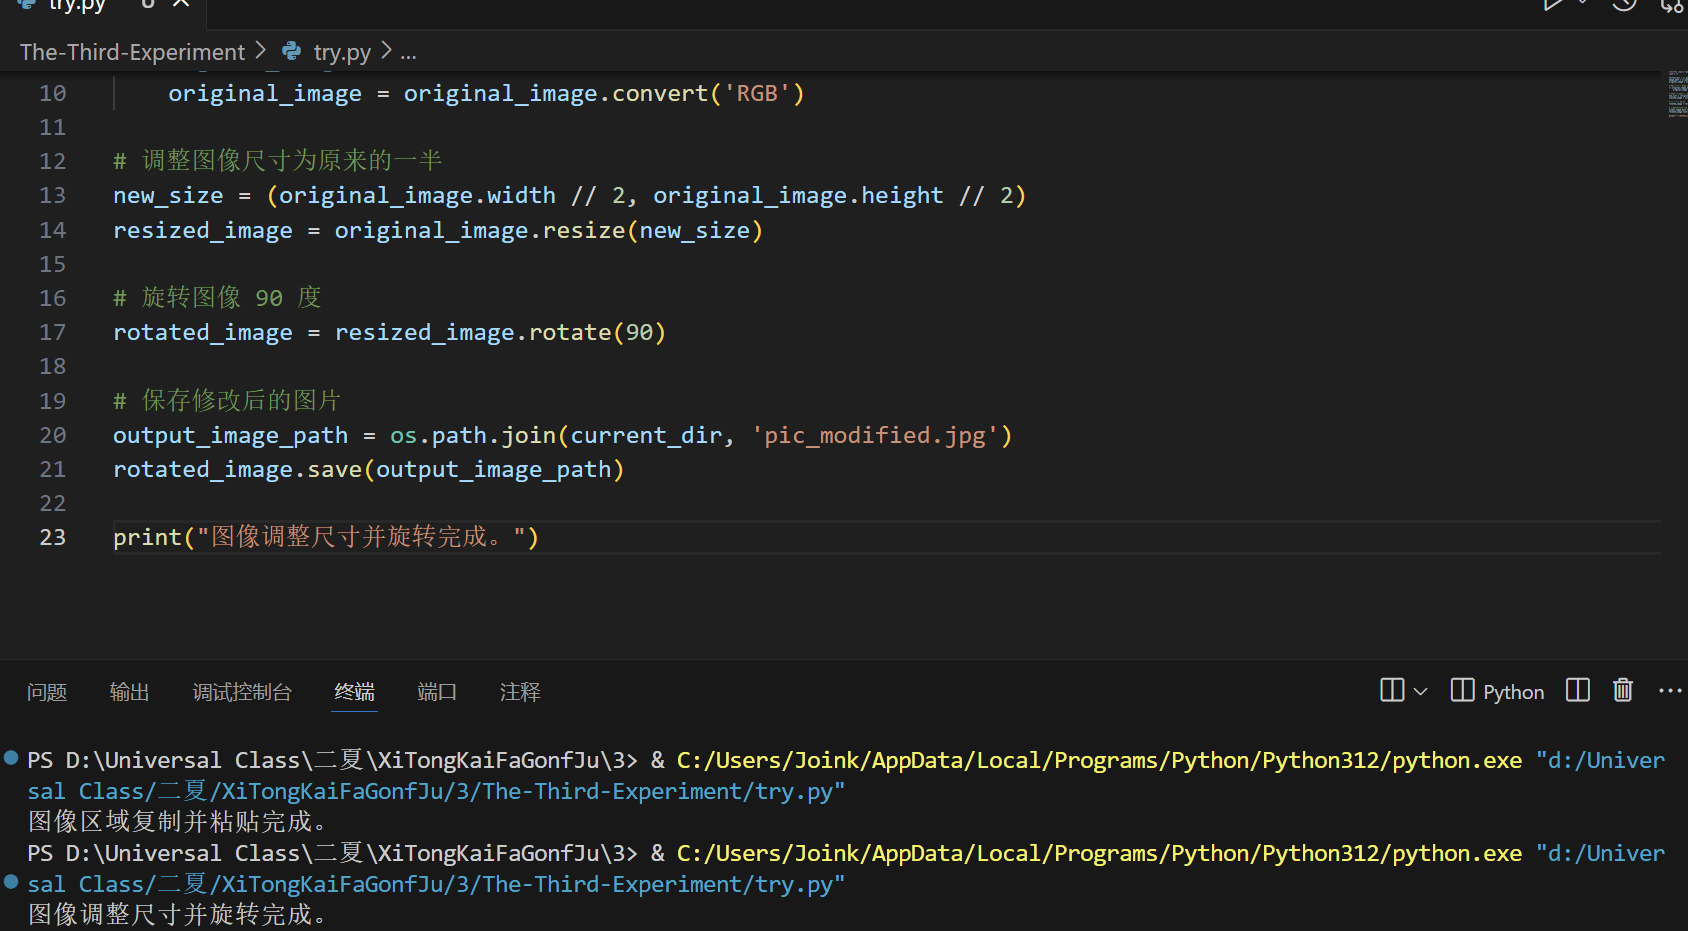 try.py U
The-Third-Experiment > try.py > ...
10 original_image = original_image.convert('RGB')
11
12 # 调整图像尺寸为原来的一半
13 new_size = (original_image.width // 2, original_image.height // 2)
14 resized_image = original_image.resize(new_size)
15
16 # 旋转图像 90 度
17 rotated_image = resized_image.rotate(90)
18
19 # 保存修改后的图片
20 output_image_path = os.path.join(current_dir, 'pic_modified.jpg')
21 rotated_image.save(output_image_path)
22
23 print("图像调整尺寸并旋转完成。")
问题 输出 调试控制台 终端 端口 注释 Python ...
PS D:\Universal Class\二夏\XiTongKaiFaGonfJu\3> & C:/Users/Joink/AppData/Local/Programs/Python/Python312/python.exe "d:/Univer
sal Class/二夏/XiTongKaiFaGonfJu/3/The-Third-Experiment/try.py"
图像区域复制并粘贴完成。
PS D:\Universal Class\二夏\XiTongKaiFaGonfJu\3> & C:/Users/Joink/AppData/Local/Programs/Python/Python312/python.exe "d:/Univer
sal Class/二夏/XiTongKaiFaGonfJu/3/The-Third-Experiment/try.py"
图像调整尺寸并旋转完成。